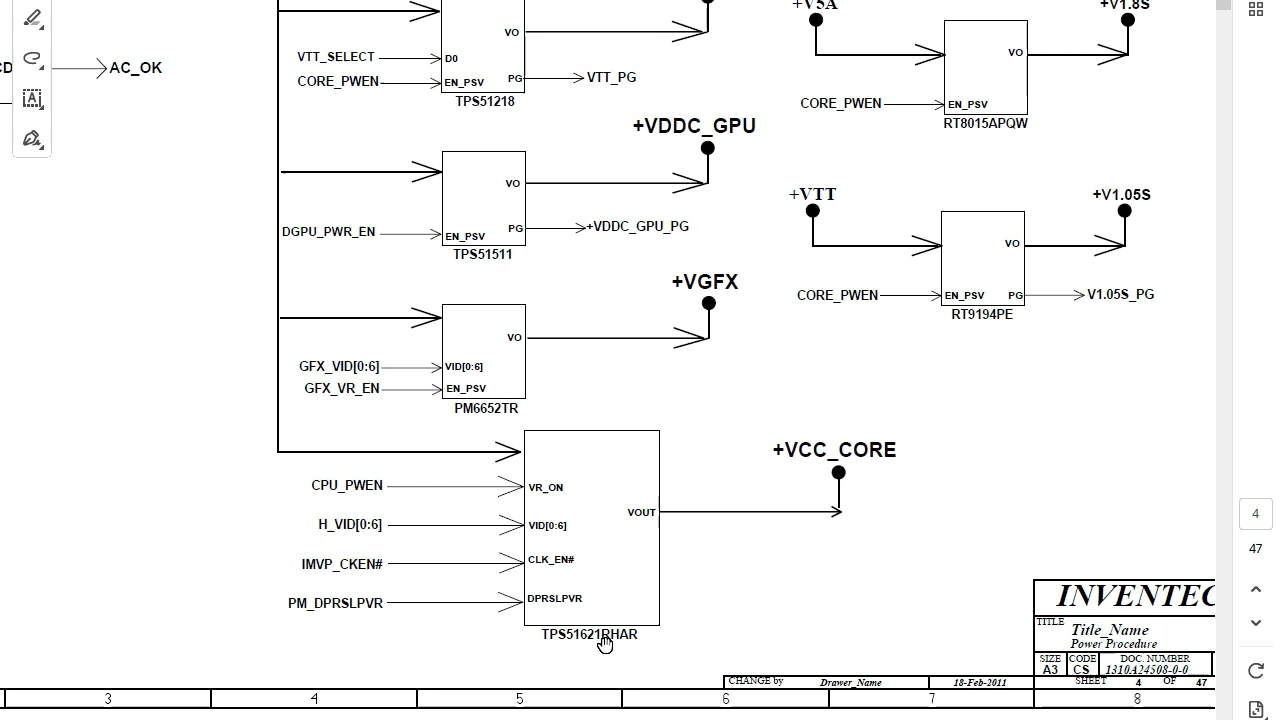 +V5A
+V1.8S
VO
VTT_SELECT
D0
CORE_PWEN
EN_PSV
PG
VTT_PG
TPS51218
AC_OK
VO
CORE_PWEN
EN_PSV
RT8015APQW
+VDDC_GPU
VO
DGPU_PWR_EN
EN_PSV
PG
+VDDC_GPU_PG
TPS51511
+VTT
+V1.05S
VO
CORE_PWEN
EN_PSV
PG
V1.05S_PG
RT9194PE
+VGFX
VO
GFX_VID[0:6]
VID[0:6]
GFX_VR_EN
EN_PSV
PM6652TR
+VCC_CORE
CPU_PWEN
VR_ON
VOUT
H_VID[0:6]
VID[0:6]
IMVP_CKEN#
CLK_EN#
PM_DPRSLPVR
DPRSLPVR
TPS51621RHAR
4
47
INVENTEC
TITLE
Title_Name
Power Procedure
SIZE CODE DOC. NUMBER
A3 CS 1310A24508-0-0
CHANGE by Drawer_Name 18-Feb-2011 SHEET 4 OF 47
3 4 5 6 7 8